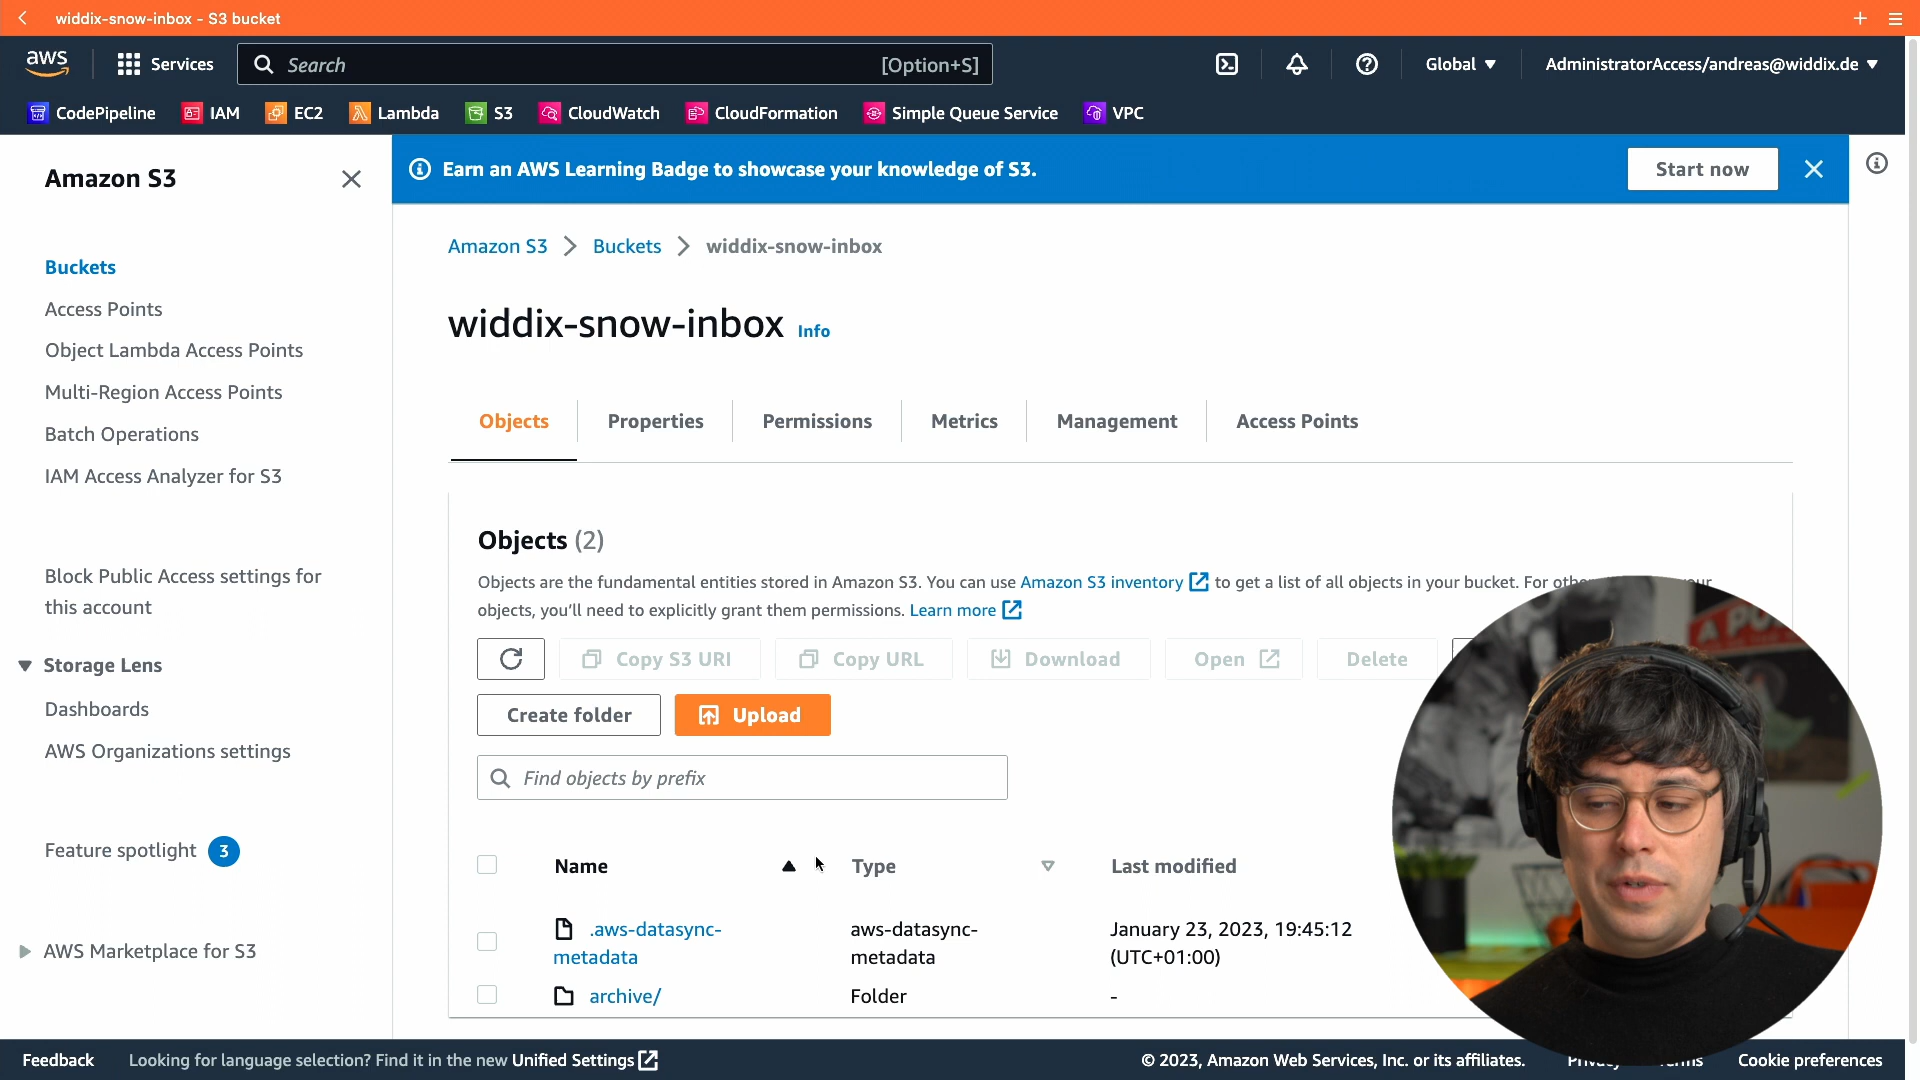 widdix-snow-inbox - S3 bucket
aws
Services
Search
[Option+S]
Global
AdministratorAccess/andreas@widdix.de
CodePipeline
IAM
EC2
Lambda
S3
CloudWatch
CloudFormation
Simple Queue Service
VPC
Amazon S3
Earn an AWS Learning Badge to showcase your knowledge of S3.
Start now
Amazon S3
Buckets
widdix-snow-inbox
Buckets
Access Points
Object Lambda Access Points
Multi-Region Access Points
Batch Operations
IAM Access Analyzer for S3
Block Public Access settings for
this account
Storage Lens
Dashboards
AWS Organizations settings
Feature spotlight 3
AWS Marketplace for S3
widdix-snow-inbox Info
Objects
Properties
Permissions
Metrics
Management
Access Points
Objects (2)
Objects are the fundamental entities stored in Amazon S3. You can use Amazon S3 inventory to get a list of all objects in your bucket. For
objects, you'll need to explicitly grant them permissions. Learn more
Copy S3 URI
Copy URL
Download
Open
Delete
Create folder
Upload
Find objects by prefix
Name
Type
Last modified
.aws-datasync-
metadata
aws-datasync-
metadata
January 23, 2023, 19:45:12
(UTC+01:00)
archive/
Folder
-
A PU
Feedback
Looking for language selection? Find it in the new Unified Settings
© 2023, Amazon Web Services, Inc. or its affiliates.
Cookie preferences